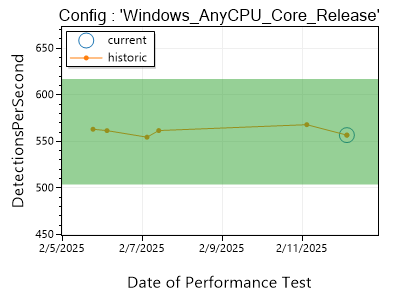 Config : 'Windows_AnyCPU_Core_Release'
current
historic
DetectionsPerSecond
650
600
550
500
450
2/5/2025
2/7/2025
2/9/2025
2/11/2025
Date of Performance Test